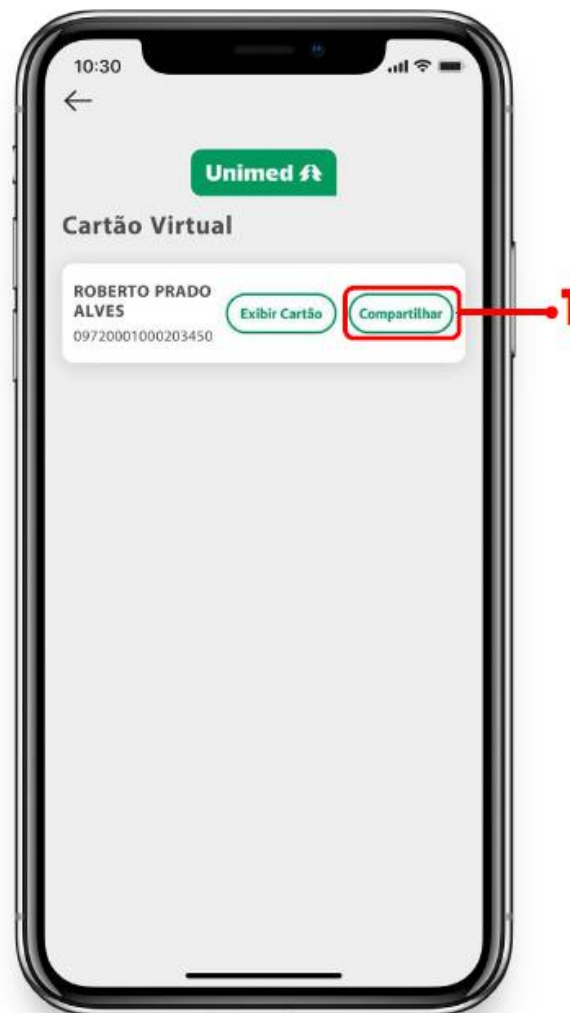 10:30
Unimed
Cartão Virtual
ROBERTO PRADO
ALVES
09720001000203450
Exibir Cartão
Compartilhar
1